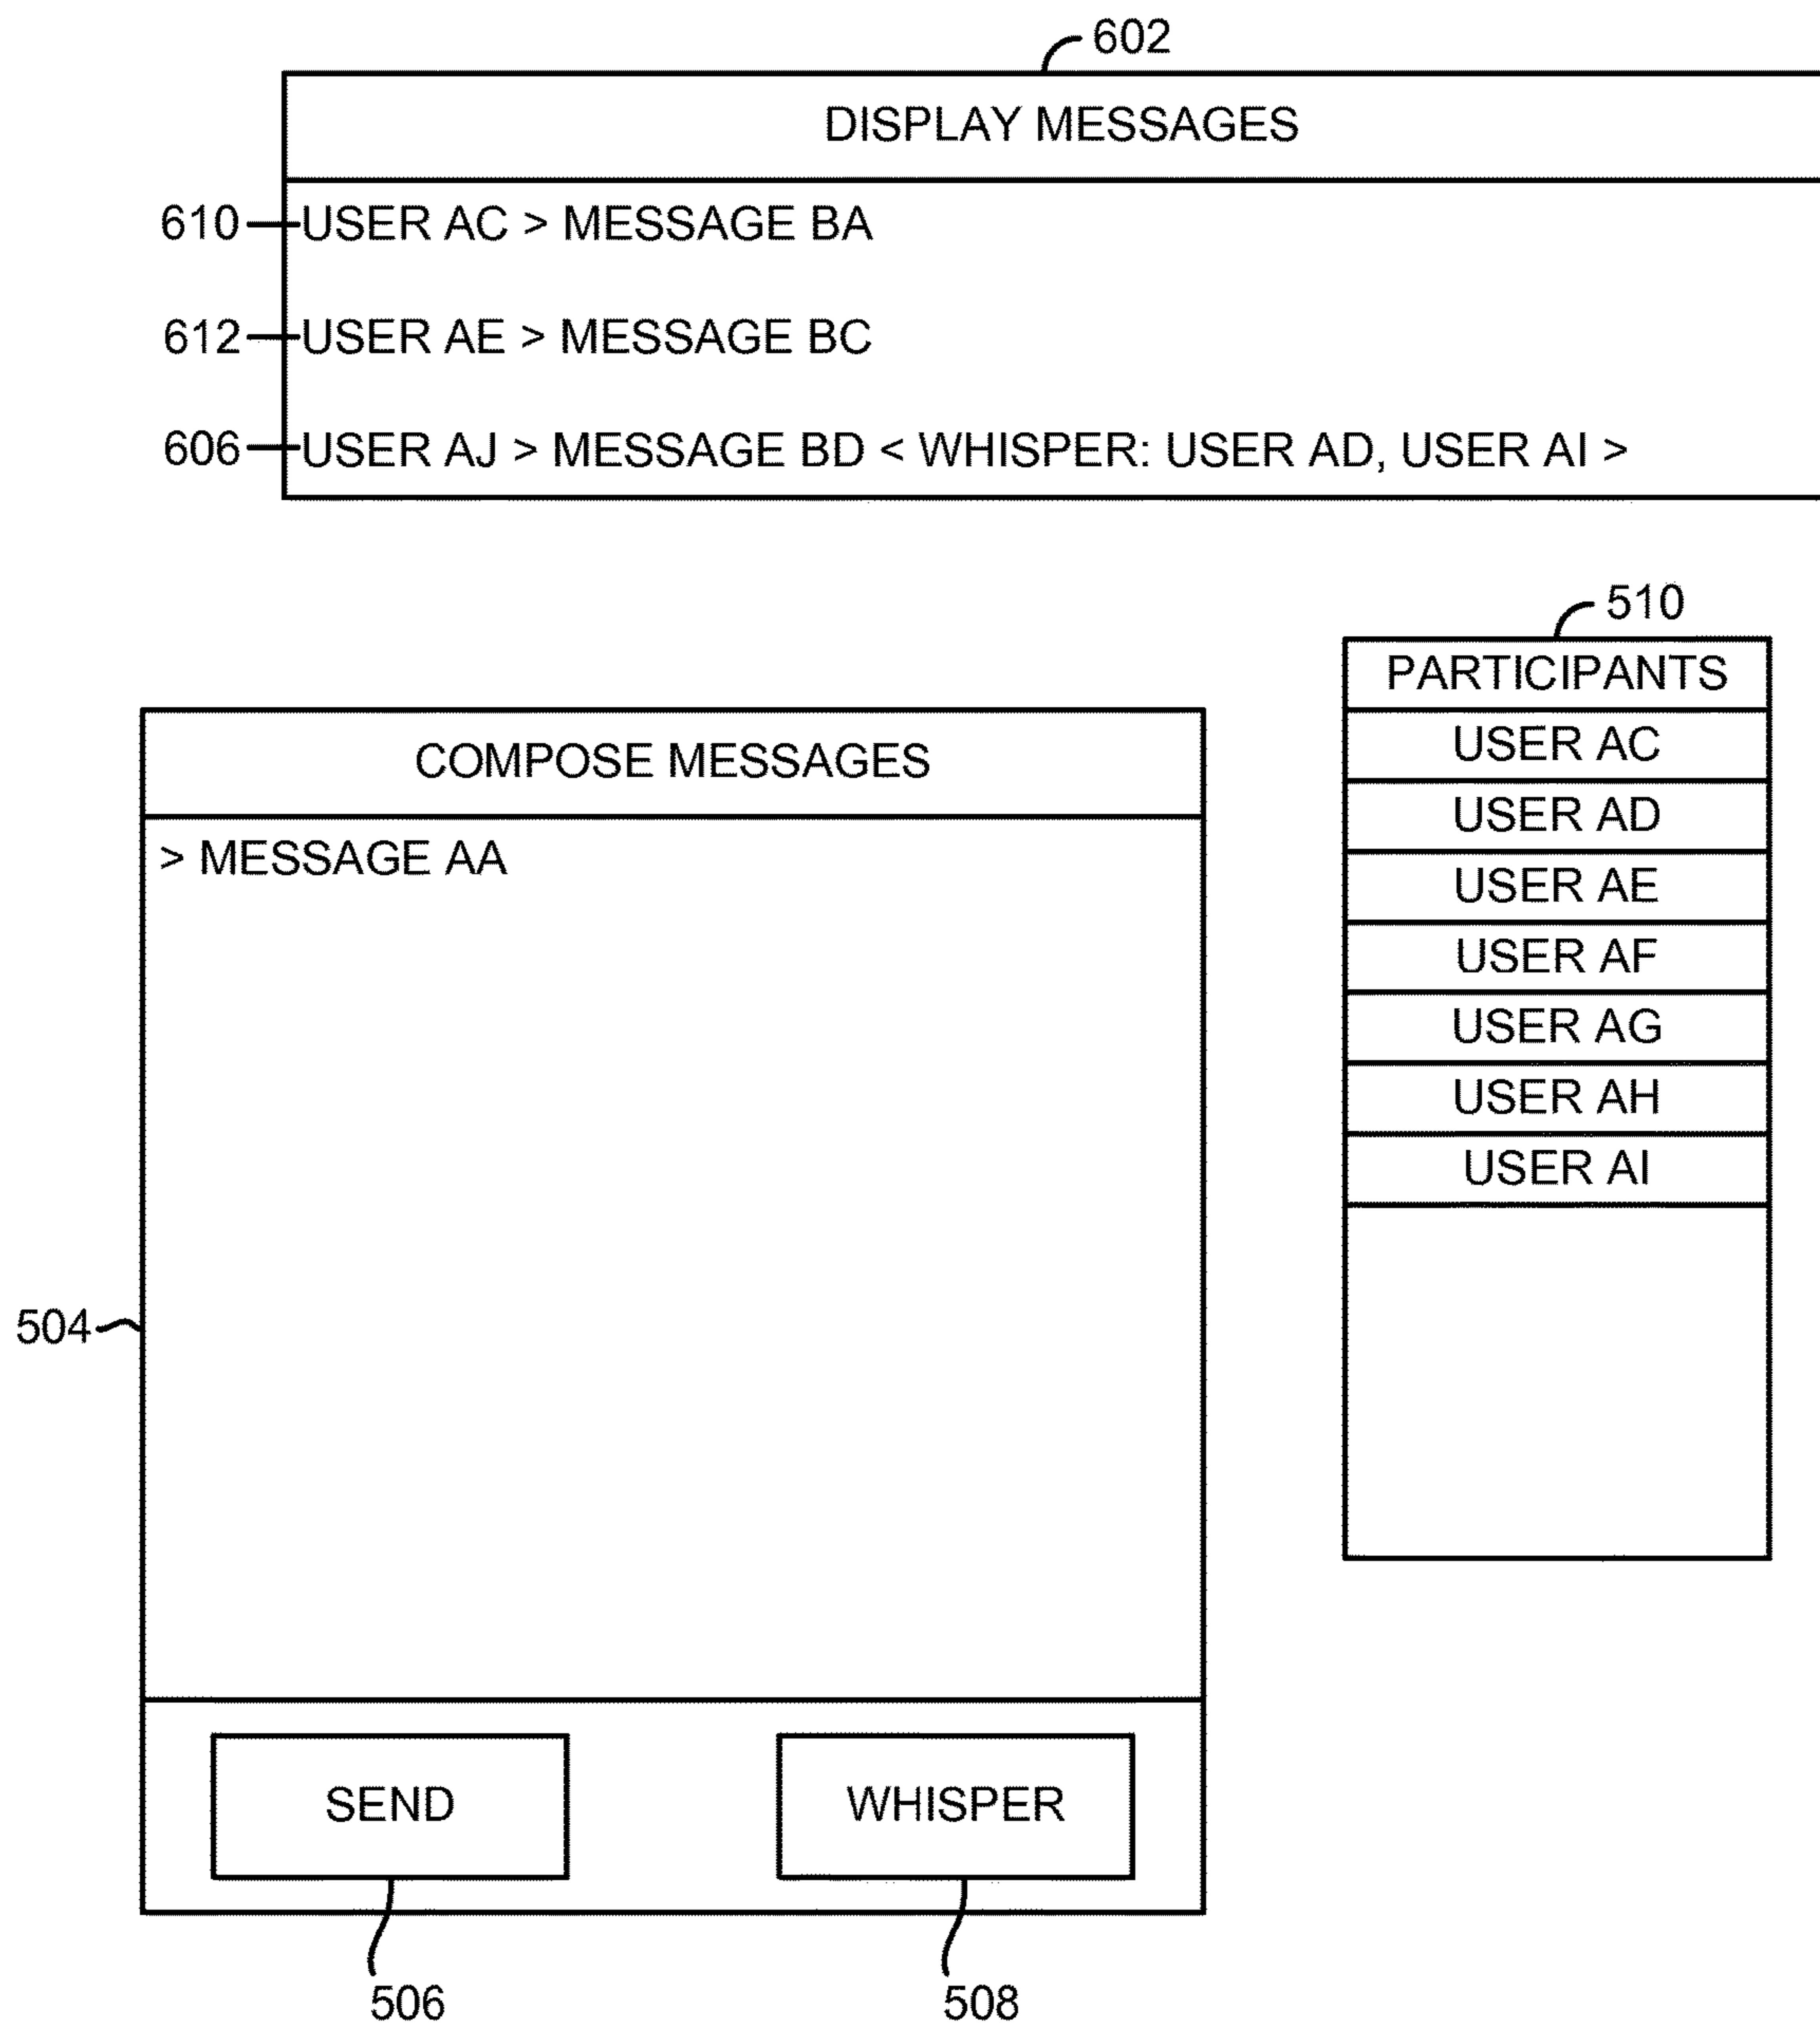 602
DISPLAY MESSAGES
610 USER AC > MESSAGE BA
612 USER AE > MESSAGE BC
606 USER AJ > MESSAGE BD < WHISPER: USER AD, USER AI >
510
PARTICIPANTS
USER AC
USER AD
USER AE
USER AF
USER AG
USER AH
USER AI
COMPOSE MESSAGES
> MESSAGE AA
504
SEND
WHISPER
506
508